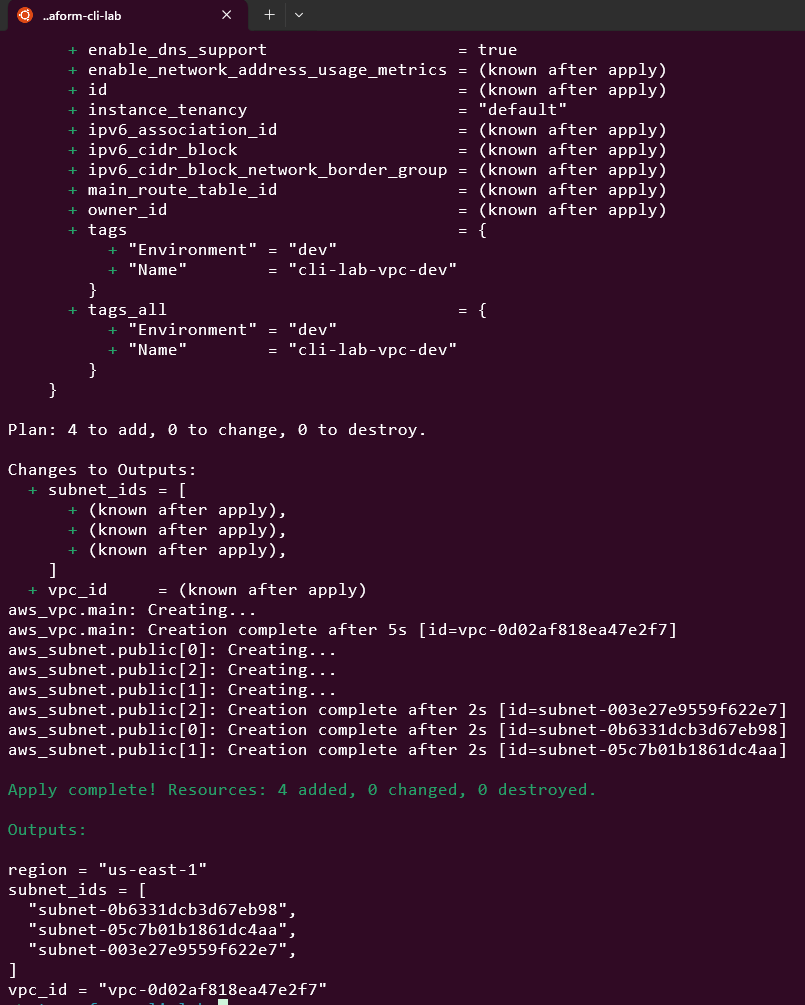 ..aform-cli-lab
+ enable_dns_support = true
+ enable_network_address_usage_metrics = (known after apply)
+ id = (known after apply)
+ instance_tenancy = "default"
+ ipv6_association_id = (known after apply)
+ ipv6_cidr_block = (known after apply)
+ ipv6_cidr_block_network_border_group = (known after apply)
+ main_route_table_id = (known after apply)
+ owner_id = (known after apply)
+ tags = {
+ "Environment" = "dev"
+ "Name" = "cli-lab-vpc-dev"
}
+ tags_all = {
+ "Environment" = "dev"
+ "Name" = "cli-lab-vpc-dev"
}
}
Plan: 4 to add, 0 to change, 0 to destroy.
Changes to Outputs:
+ subnet_ids = [
+ (known after apply),
+ (known after apply),
+ (known after apply),
]
+ vpc_id = (known after apply)
aws_vpc.main: Creating...
aws_vpc.main: Creation complete after 5s [id=vpc-0d02af818ea47e2f7]
aws_subnet.public[0]: Creating...
aws_subnet.public[2]: Creating...
aws_subnet.public[1]: Creating...
aws_subnet.public[2]: Creation complete after 2s [id=subnet-003e27e9559f622e7]
aws_subnet.public[0]: Creation complete after 2s [id=subnet-0b6331dcb3d67eb98]
aws_subnet.public[1]: Creation complete after 2s [id=subnet-05c7b01b1861dc4aa]
Apply complete! Resources: 4 added, 0 changed, 0 destroyed.
Outputs:
region = "us-east-1"
subnet_ids = [
"subnet-0b6331dcb3d67eb98",
"subnet-05c7b01b1861dc4aa",
"subnet-003e27e9559f622e7",
]
vpc_id = "vpc-0d02af818ea47e2f7"